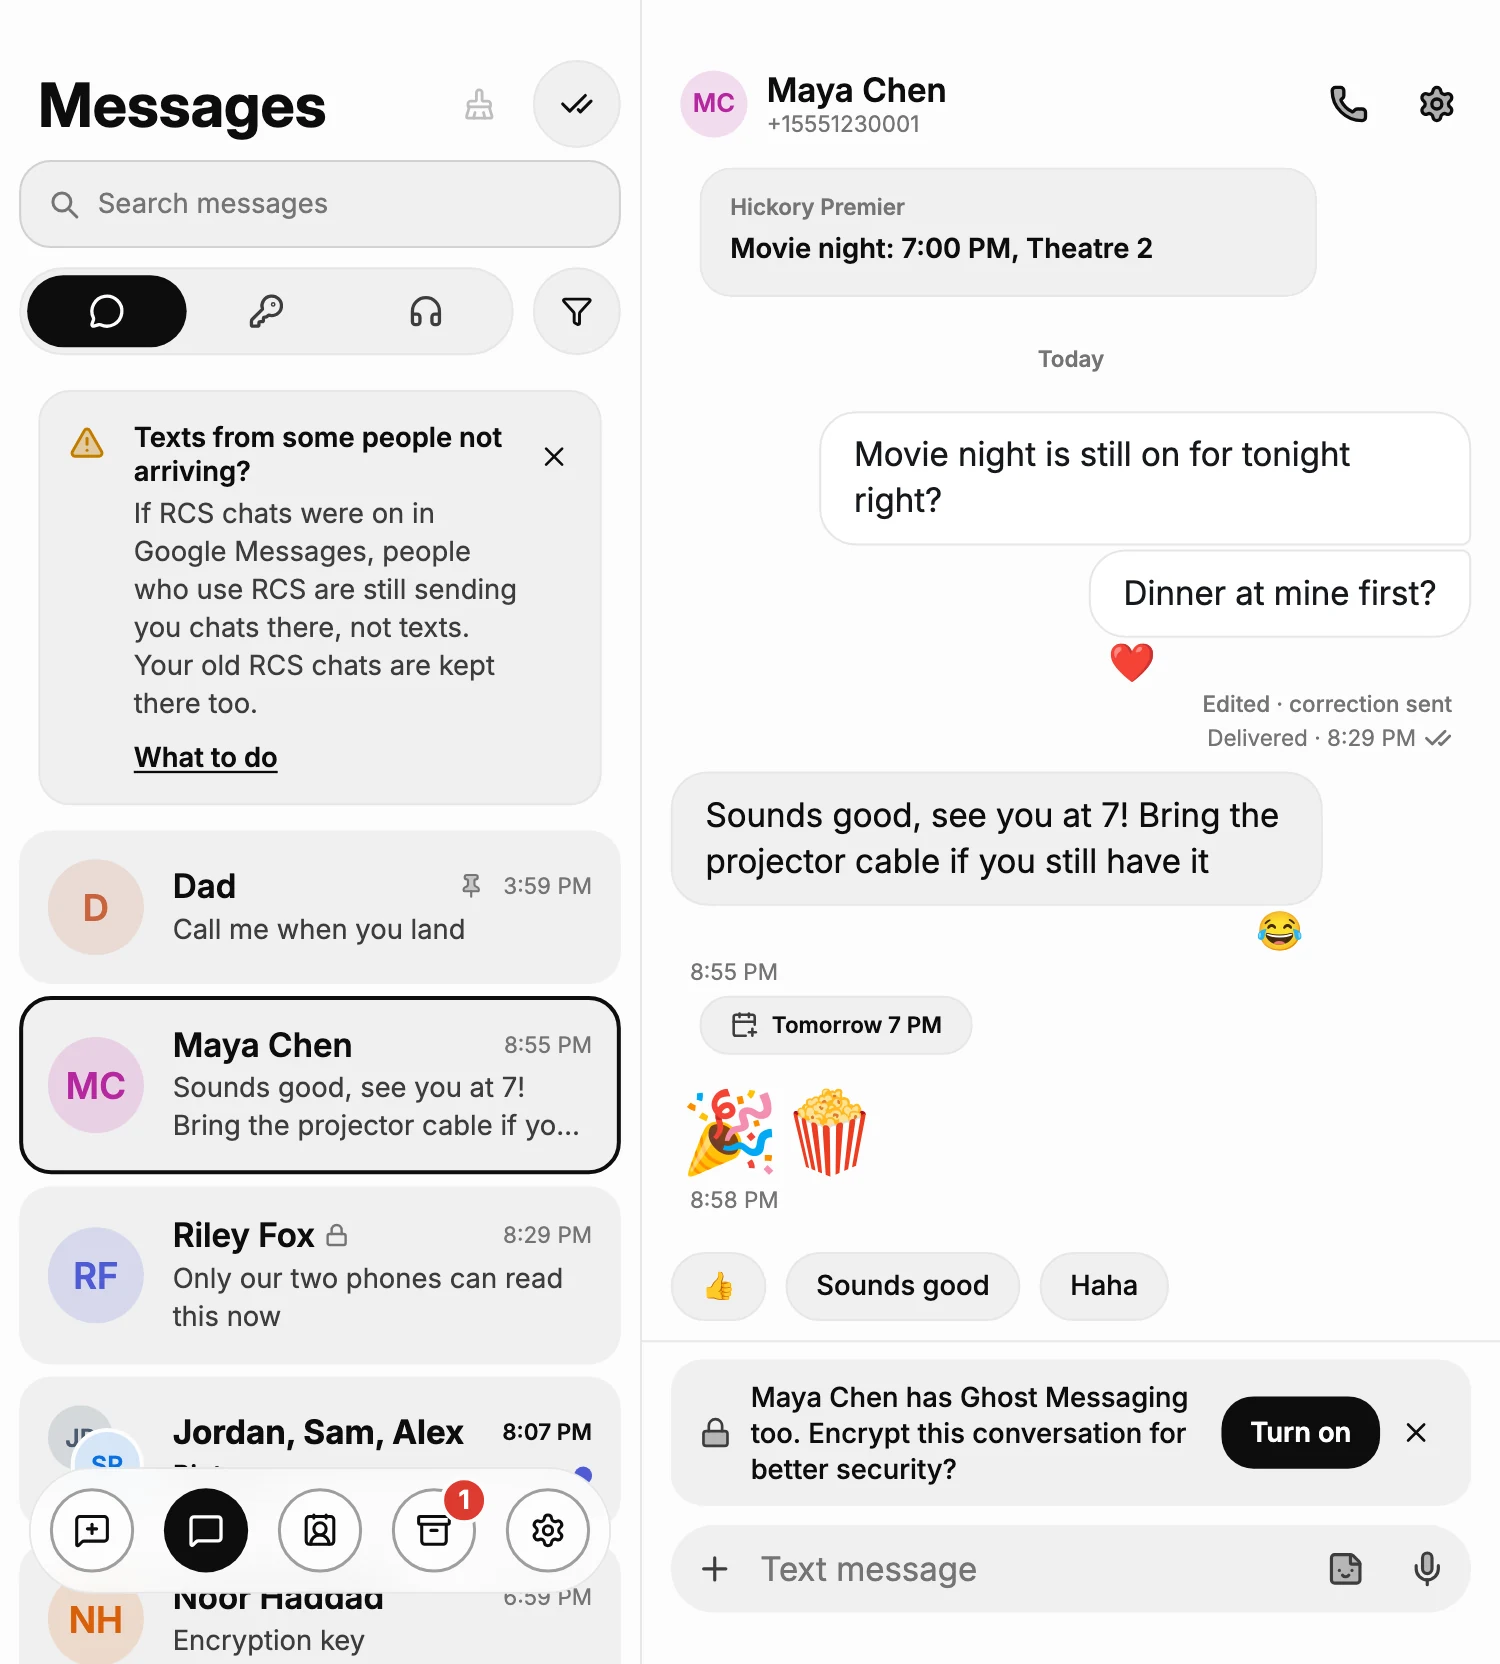 Messages
Search messages
Texts from some people not
arriving?
If RCS chats were on in
Google Messages, people
who use RCS are still sending
you chats there, not texts.
Your old RCS chats are kept
there too.
What to do
D
Dad
3:59 PM
Call me when you land
MC
Maya Chen
8:55 PM
Sounds good, see you at 7!
Bring the projector cable if yo...
RF
Riley Fox
8:29 PM
Only our two phones can read
this now
Jordan, Sam, Alex
8:07 PM
1
NH
Noor Haddad
6:59 PM
Encryption key
MC
Maya Chen
+15551230001
Hickory Premier
Movie night: 7:00 PM, Theatre 2
Today
Movie night is still on for tonight
right?
Dinner at mine first?
❤️
Edited · correction sent
Delivered · 8:29 PM
Sounds good, see you at 7! Bring the
projector cable if you still have it
😂
8:55 PM
Tomorrow 7 PM
🎉🍿
8:58 PM
👍
Sounds good
Haha
Maya Chen has Ghost Messaging
too. Encrypt this conversation for
better security?
Turn on
Text message